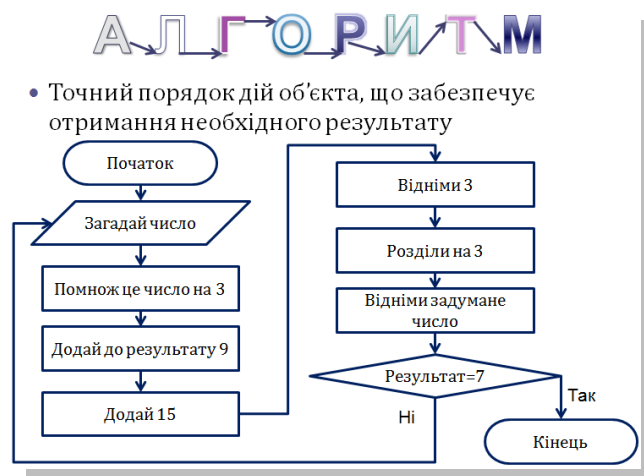 АЛГОРИТМ
• Точний порядок дій об’єкта, що забезпечує
отримання необхідного результату
Початок
Загадай число
Помнож це число на 3
Додай до результату 9
Додай 15
Відніми 3
Розділи на 3
Відніми задумане
число
Результат=7
Так
Ні
Кінець